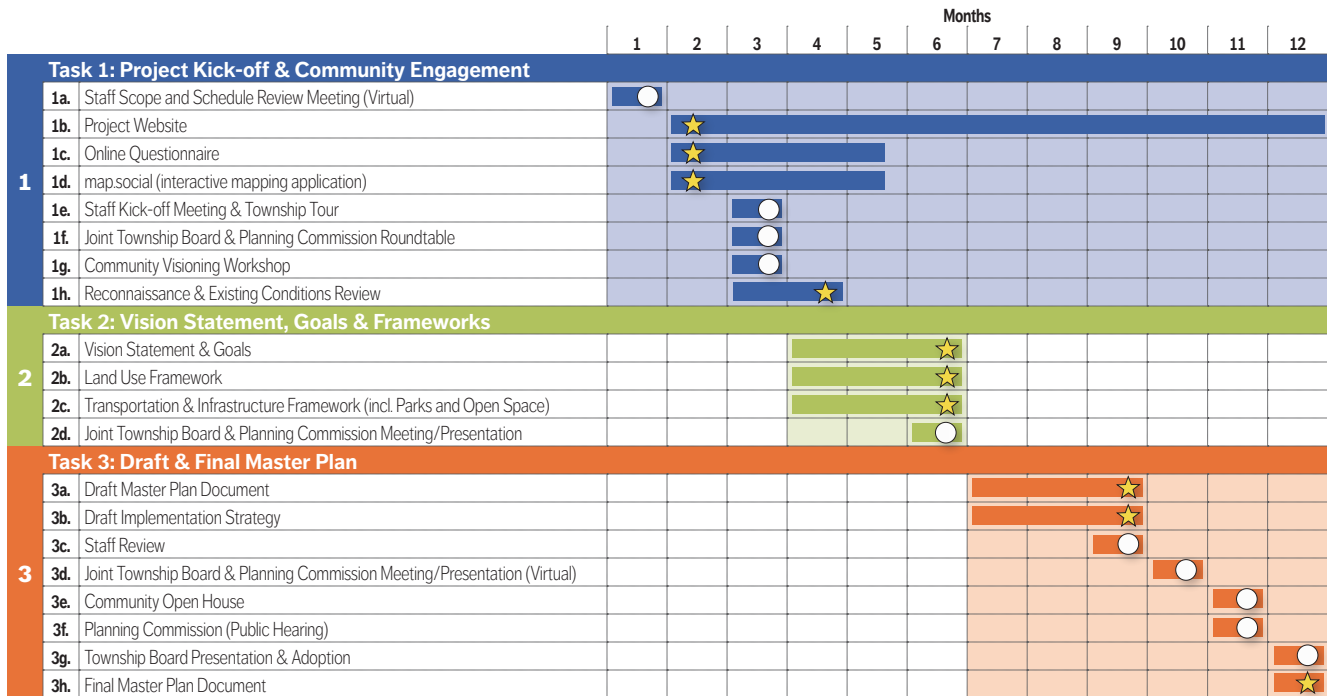 Months
1 2 3 4 5 6 7 8 9 10 11 12
Task 1: Project Kick-off & Community Engagement
1
1a. Staff Scope and Schedule Review Meeting (Virtual)
1b. Project Website
1c. Online Questionnaire
1d. map.social (interactive mapping application)
1e. Staff Kick-off Meeting & Township Tour
1f. Joint Township Board & Planning Commission Roundtable
1g. Community Visioning Workshop
1h. Reconnaissance & Existing Conditions Review
Task 2: Vision Statement, Goals & Frameworks
2
2a. Vision Statement & Goals
2b. Land Use Framework
2c. Transportation & Infrastructure Framework (incl. Parks and Open Space)
2d. Joint Township Board & Planning Commission Meeting/Presentation
Task 3: Draft & Final Master Plan
3
3a. Draft Master Plan Document
3b. Draft Implementation Strategy
3c. Staff Review
3d. Joint Township Board & Planning Commission Meeting/Presentation (Virtual)
3e. Community Open House
3f. Planning Commission (Public Hearing)
3g. Township Board Presentation & Adoption
3h. Final Master Plan Document